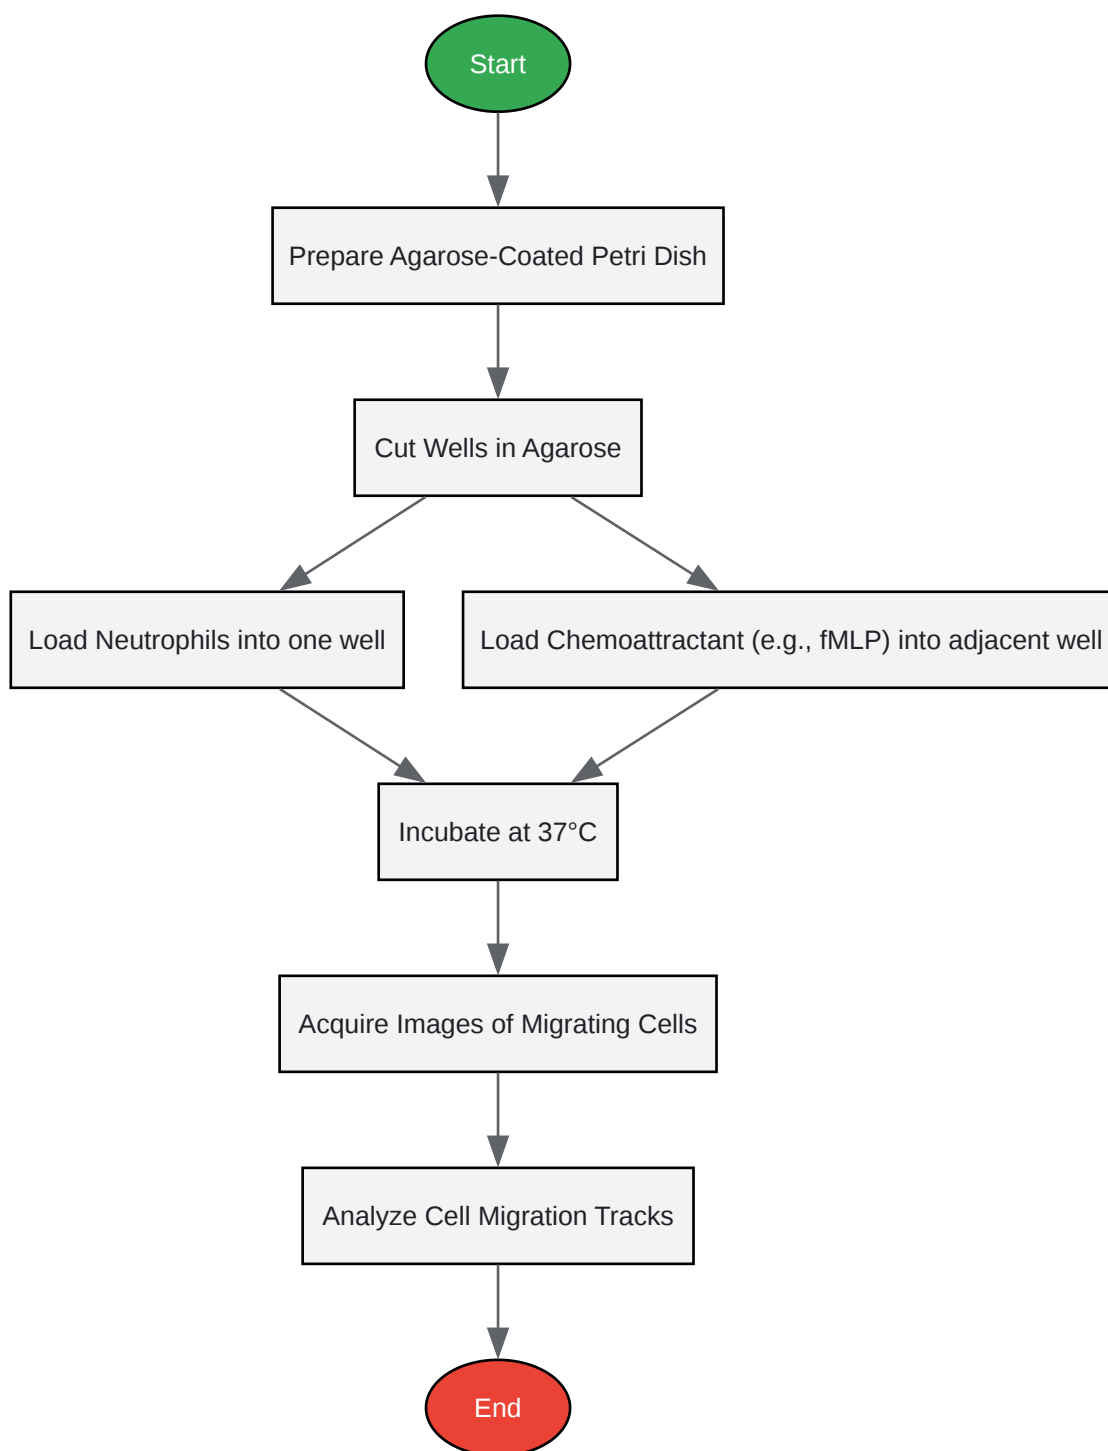 Start
Prepare Agarose-Coated Petri Dish
Cut Wells in Agarose
Load Neutrophils into one well
Load Chemoattractant (e.g., fMLP) into adjacent well
Incubate at 37°C
Acquire Images of Migrating Cells
Analyze Cell Migration Tracks
End